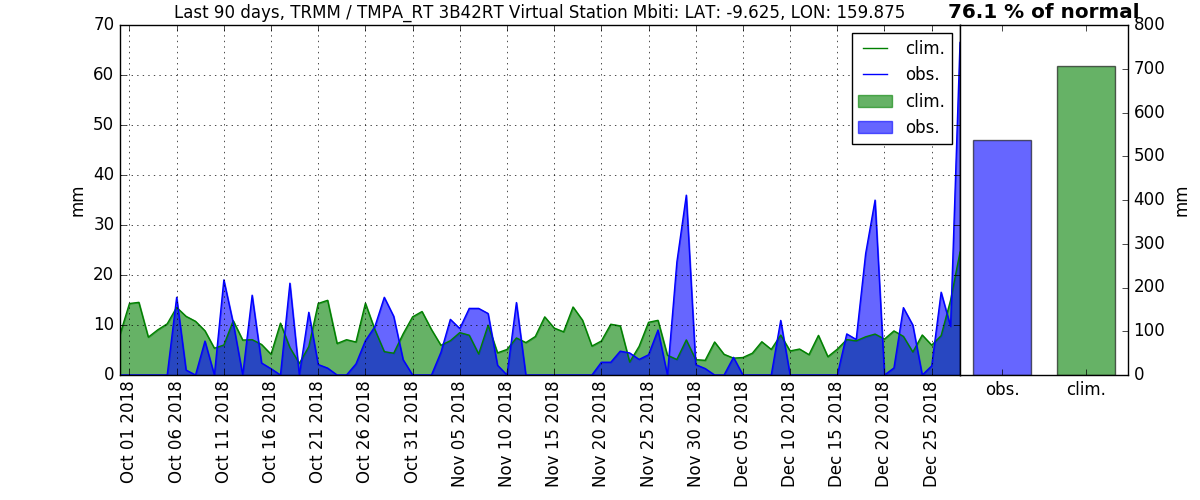 Last 90 days, TRMM / TMPA_RT 3B42RT Virtual Station Mbiti: LAT: -9.625, LON: 159.875
76.1 % of normal
70
60
50
40
30
20
10
0
mm
clim.
obs.
clim.
obs.
800
700
600
500
400
300
200
100
0
mm
Oct 01 2018
Oct 06 2018
Oct 11 2018
Oct 16 2018
Oct 21 2018
Oct 26 2018
Oct 31 2018
Nov 05 2018
Nov 10 2018
Nov 15 2018
Nov 20 2018
Nov 25 2018
Nov 30 2018
Dec 05 2018
Dec 10 2018
Dec 15 2018
Dec 20 2018
Dec 25 2018
obs.
clim.